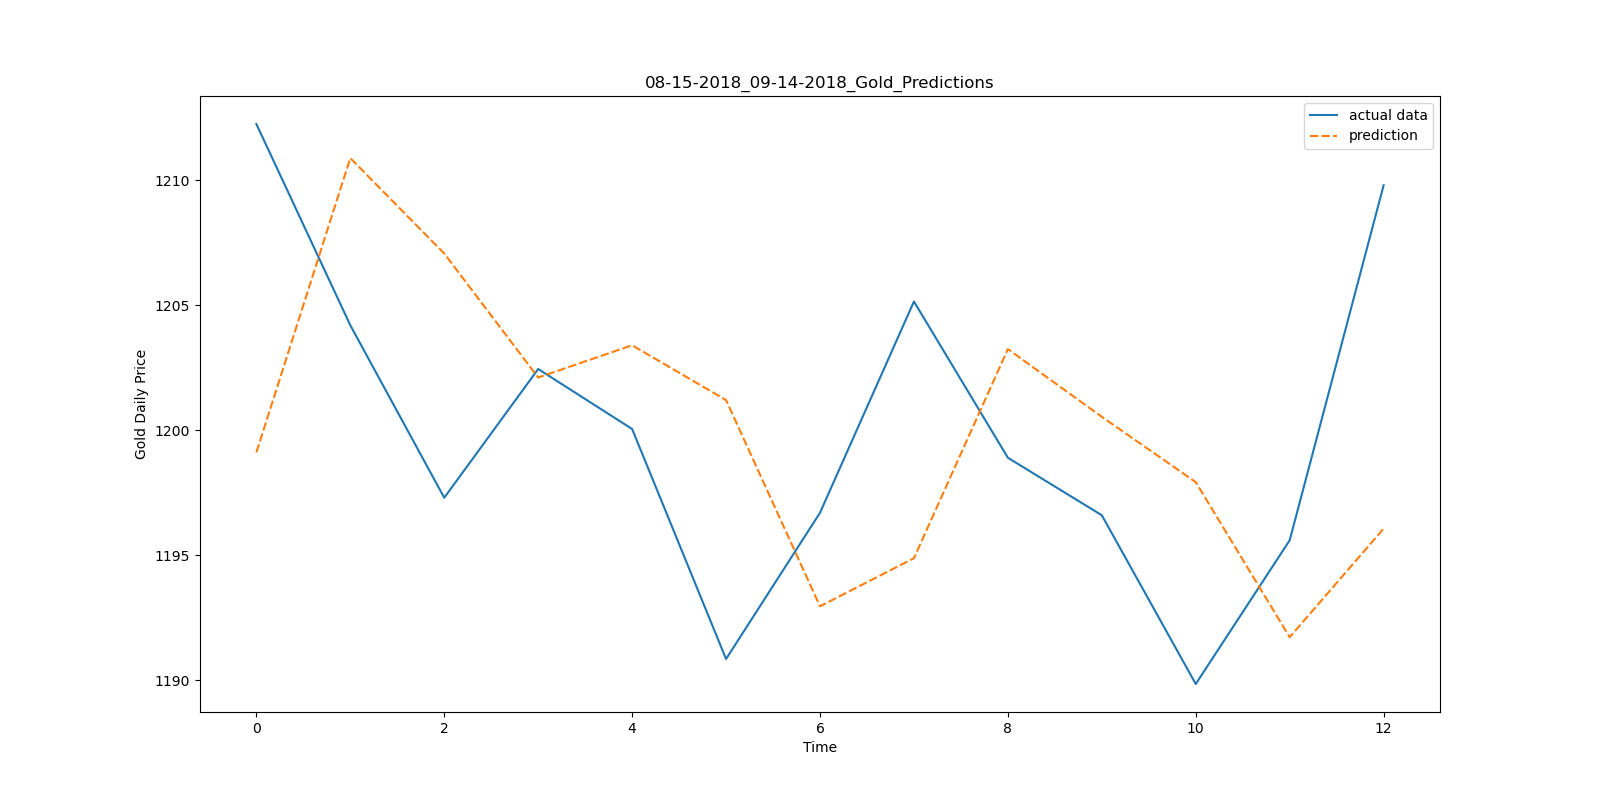 08-15-2018_09-14-2018_Gold_Predictions
actual data
prediction
1210
1205
1200
1195
1190
Gold Daily Price
0 2 4 6 8 10 12
Time